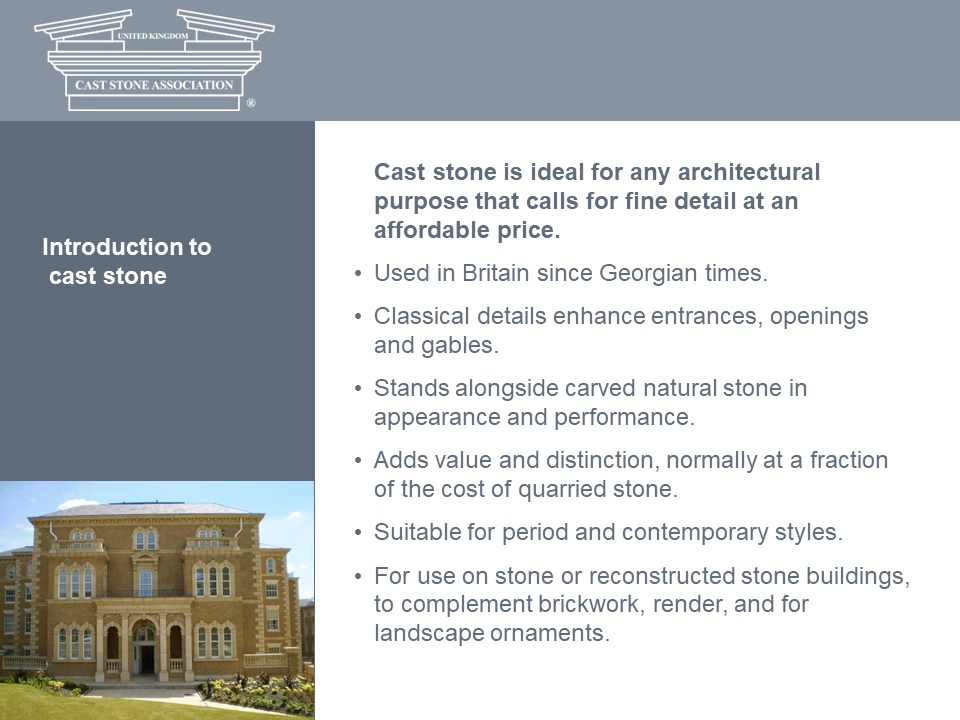 UNITED KINGDOM
CAST STONE ASSOCIATION
®
Introduction to
cast stone
Cast stone is ideal for any architectural
purpose that calls for fine detail at an
affordable price.
• Used in Britain since Georgian times.
• Classical details enhance entrances, openings
and gables.
• Stands alongside carved natural stone in
appearance and performance.
• Adds value and distinction, normally at a fraction
of the cost of quarried stone.
• Suitable for period and contemporary styles.
• For use on stone or reconstructed stone buildings,
to complement brickwork, render, and for
landscape ornaments.